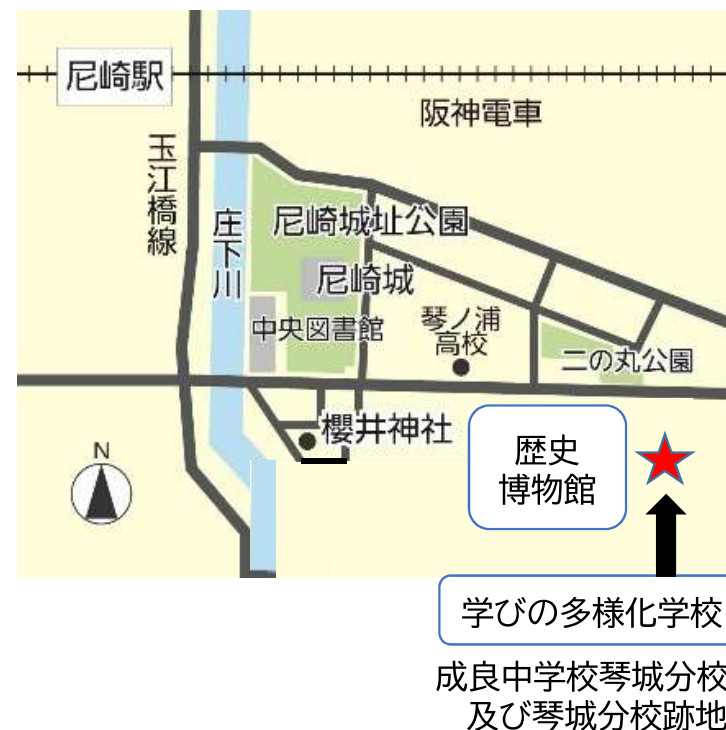 尼崎駅
阪神電車
玉江橋線
庄下川
尼崎城址公園
尼崎城
中央図書館
琴ノ浦
高校
二の丸公園
櫻井神社
N
歴史
博物館
学びの多様化学校
成良中学校琴城分校
及び琴城分校跡地